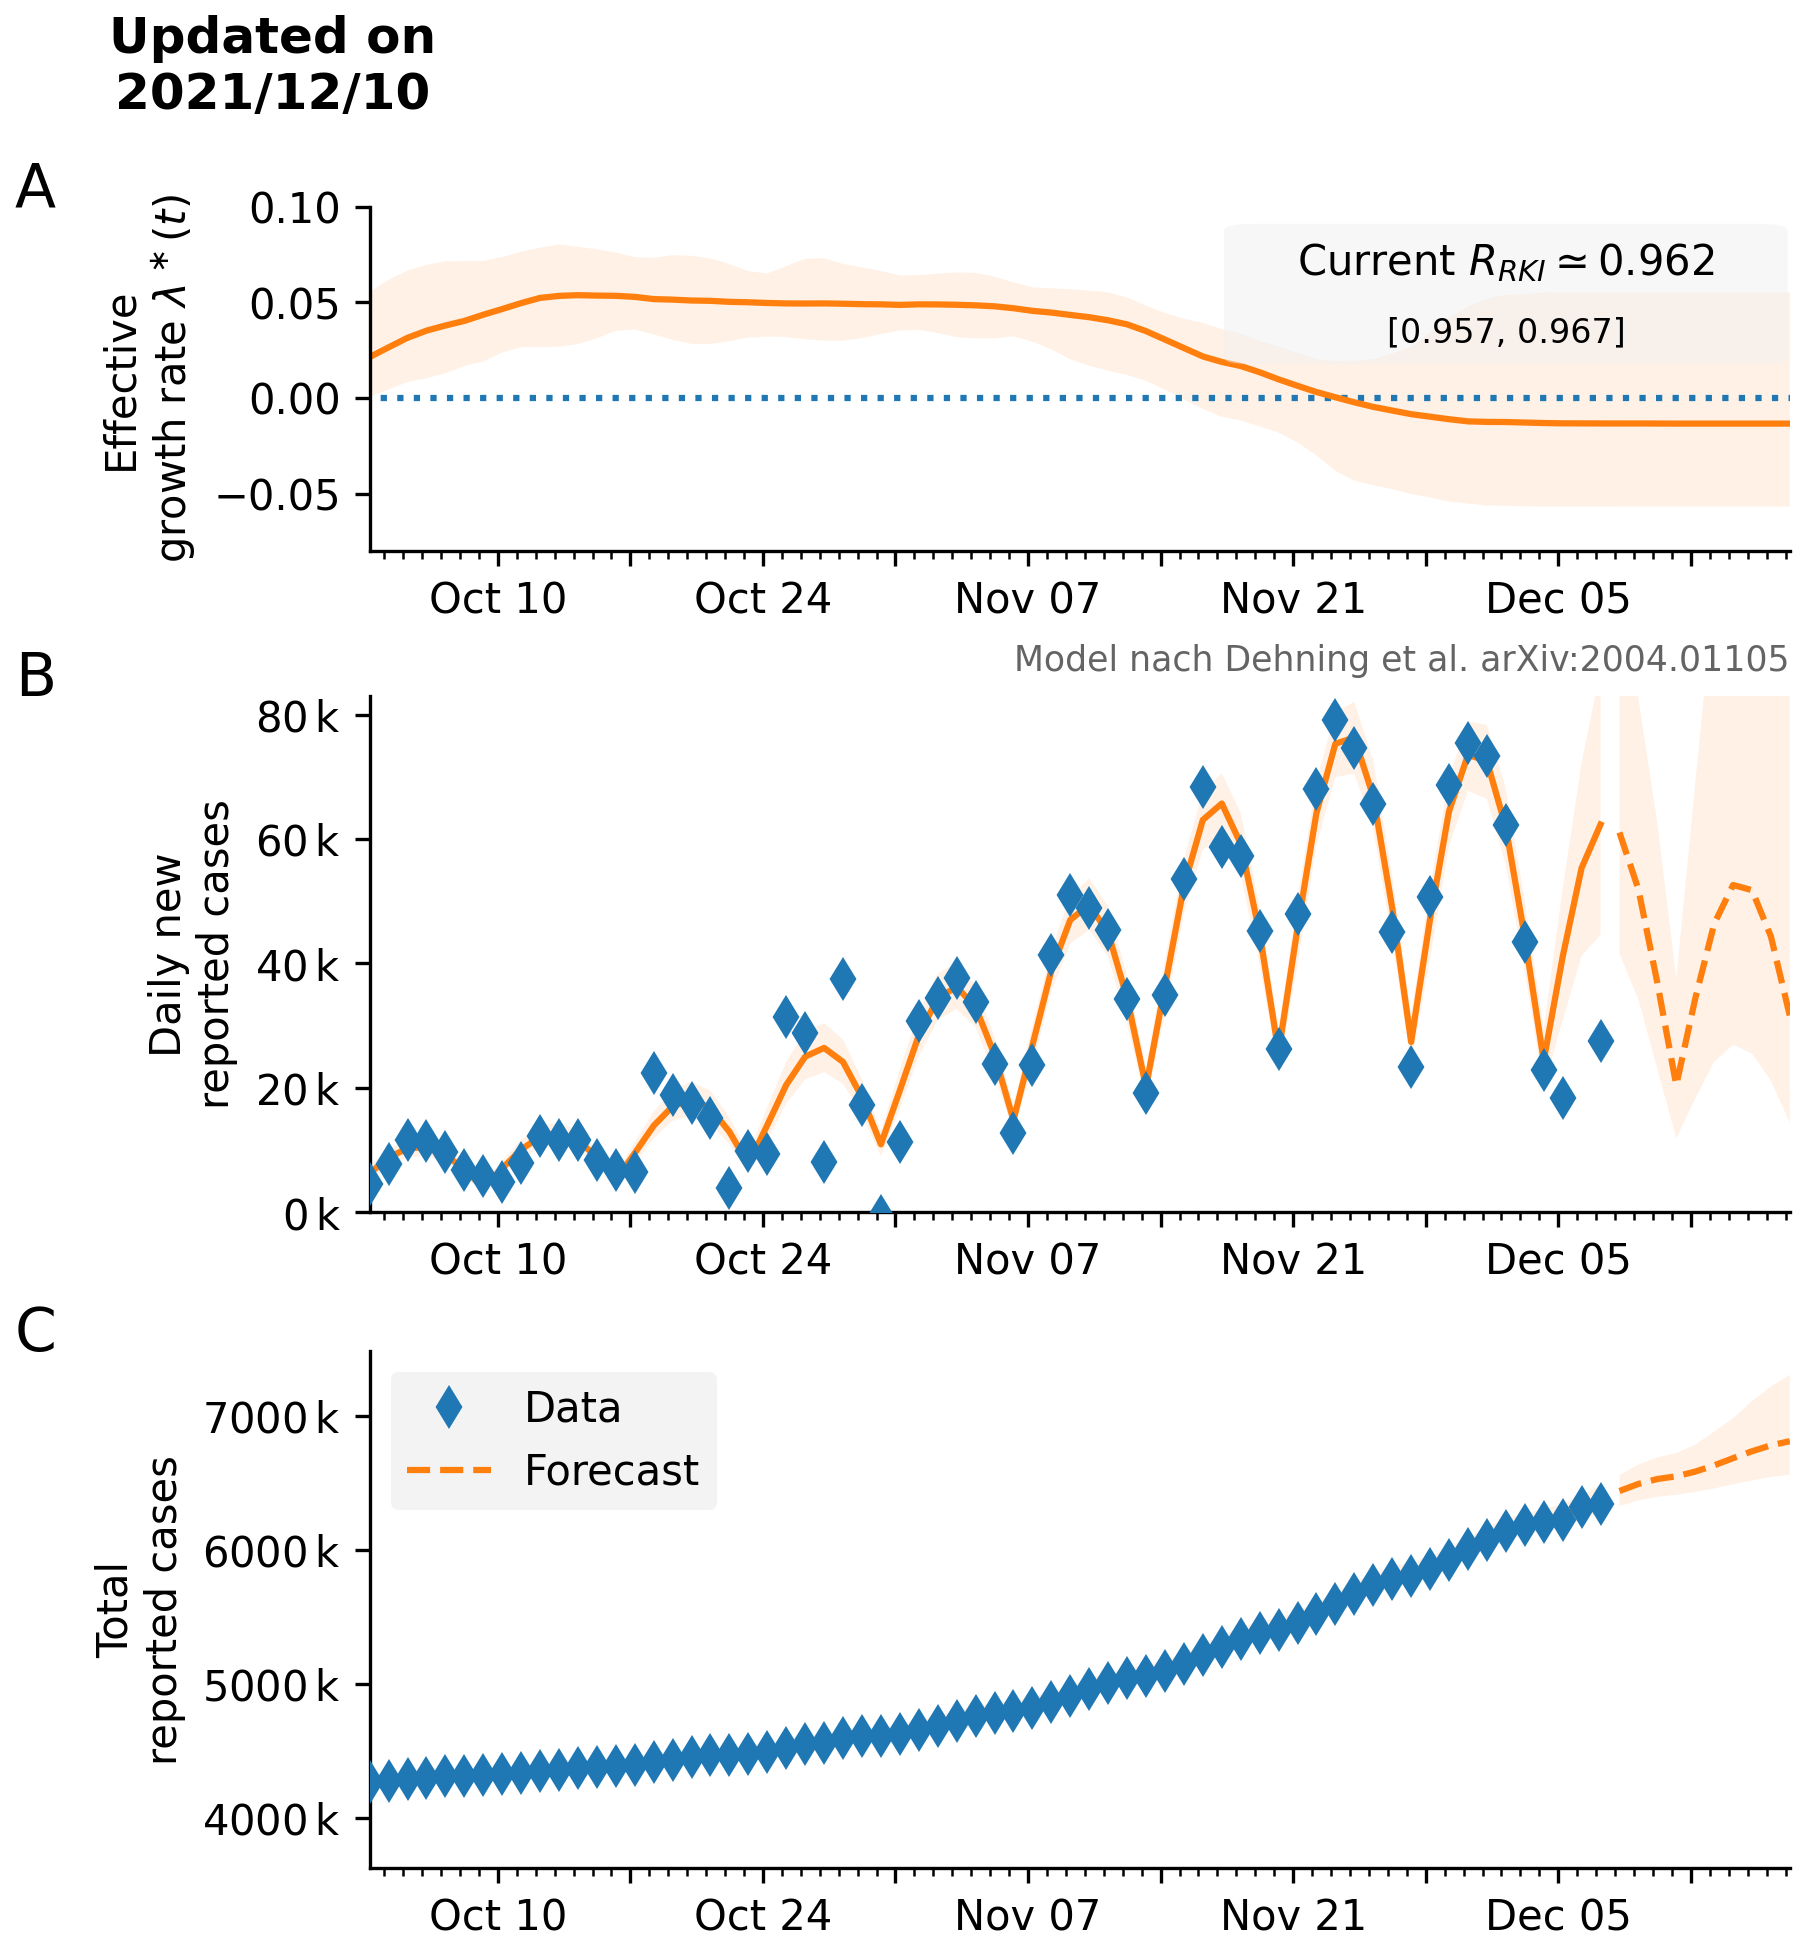 Updated on
2021/12/10
A
Effective
growth rate λ * (t)
0.10
0.05
0.00
−0.05
Current R_RKI ≃ 0.962
[0.957, 0.967]
Oct 10
Oct 24
Nov 07
Nov 21
Dec 05
B
Model nach Dehning et al. arXiv:2004.01105
Daily new
reported cases
80 k
60 k
40 k
20 k
0 k
Oct 10
Oct 24
Nov 07
Nov 21
Dec 05
C
Total
reported cases
7000 k
6000 k
5000 k
4000 k
Data
Forecast
Oct 10
Oct 24
Nov 07
Nov 21
Dec 05